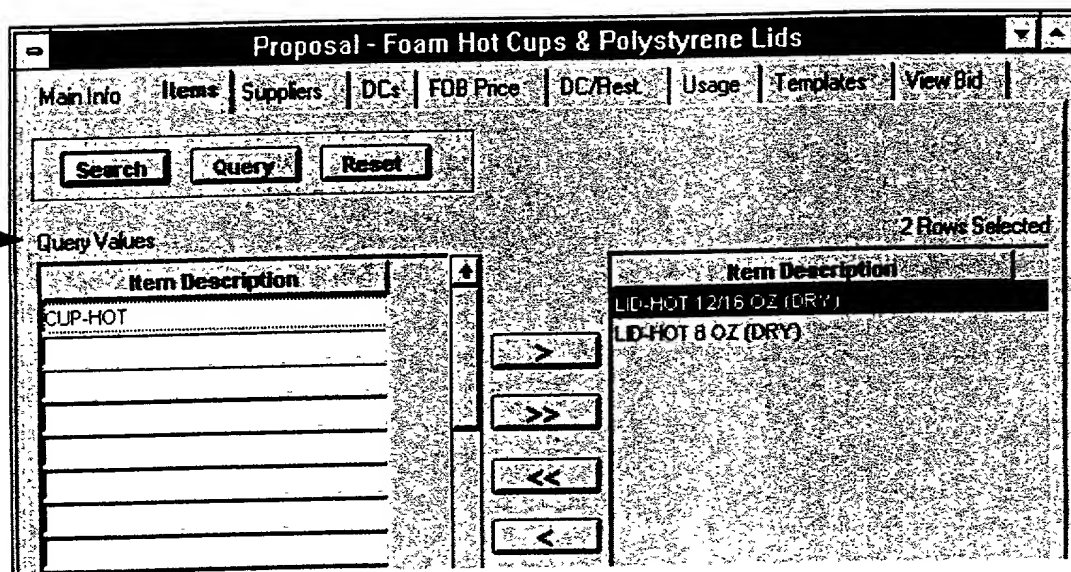 Proposal - Foam Hot Cups & Polystyrene Lids
Main Info Items Suppliers DCs FOB Price DC/Rest. Usage Templates View Bid
Search Query Reset
2 Rows Selected
Query Values
Item Description Item Description
CUP-HOT LID-HOT 12/16 OZ (DRY)
LID-HOT 8 OZ (DRY)
>
>>
<<
<